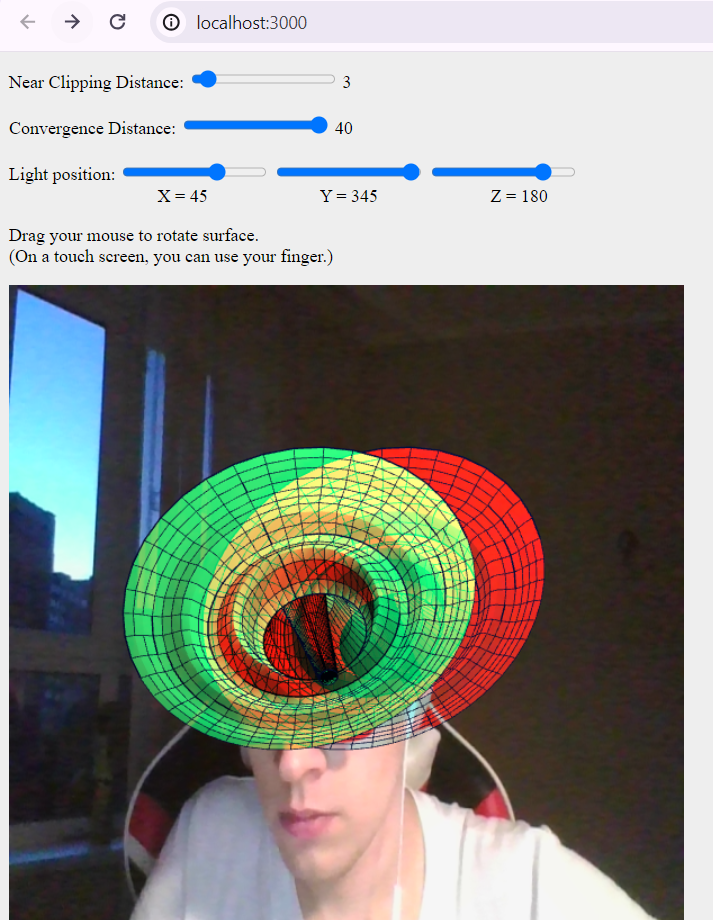 localhost:3000
Near Clipping Distance: 3
Convergence Distance: 40
Light position:
X = 45 Y = 345 Z = 180
Drag your mouse to rotate surface.
(On a touch screen, you can use your finger.)